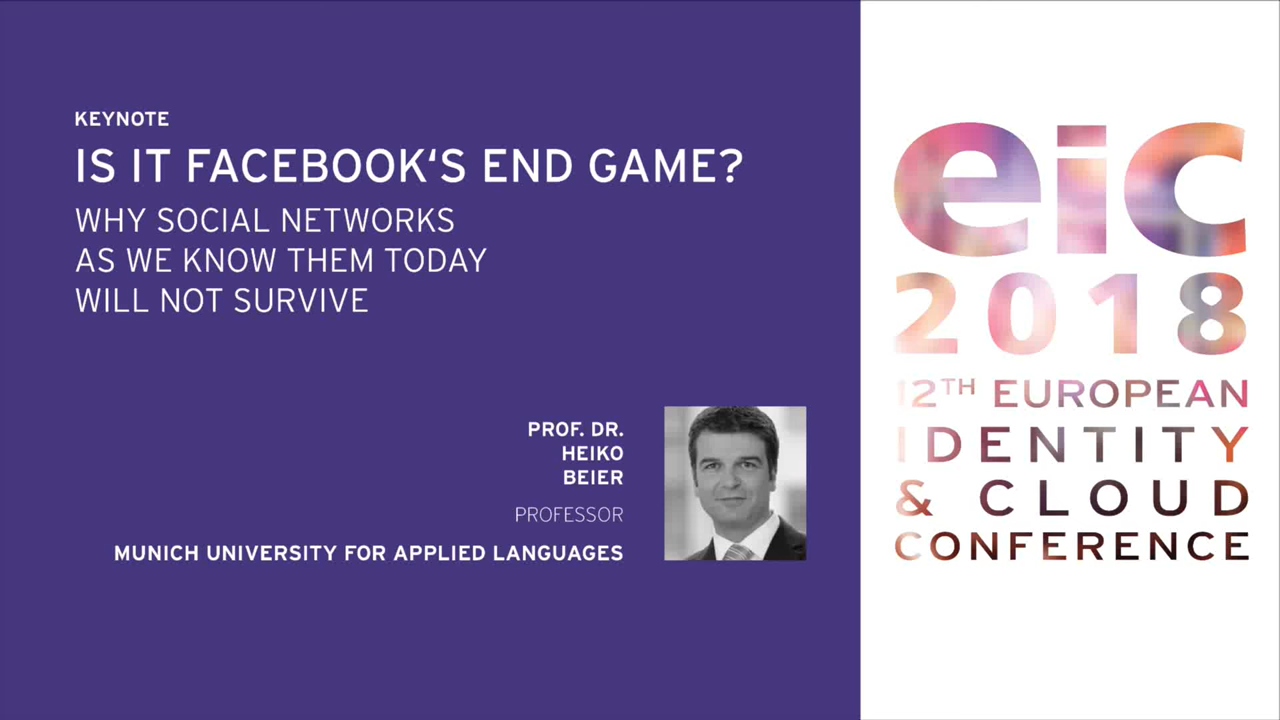 KEYNOTE
IS IT FACEBOOK‘S END GAME?
WHY SOCIAL NETWORKS
AS WE KNOW THEM TODAY
WILL NOT SURVIVE
PROF. DR.
HEIKO
BEIER
PROFESSOR
MUNICH UNIVERSITY FOR APPLIED LANGUAGES
eic
2018
12TH EUROPEAN
IDENTITY
& CLOUD
CONFERENCE